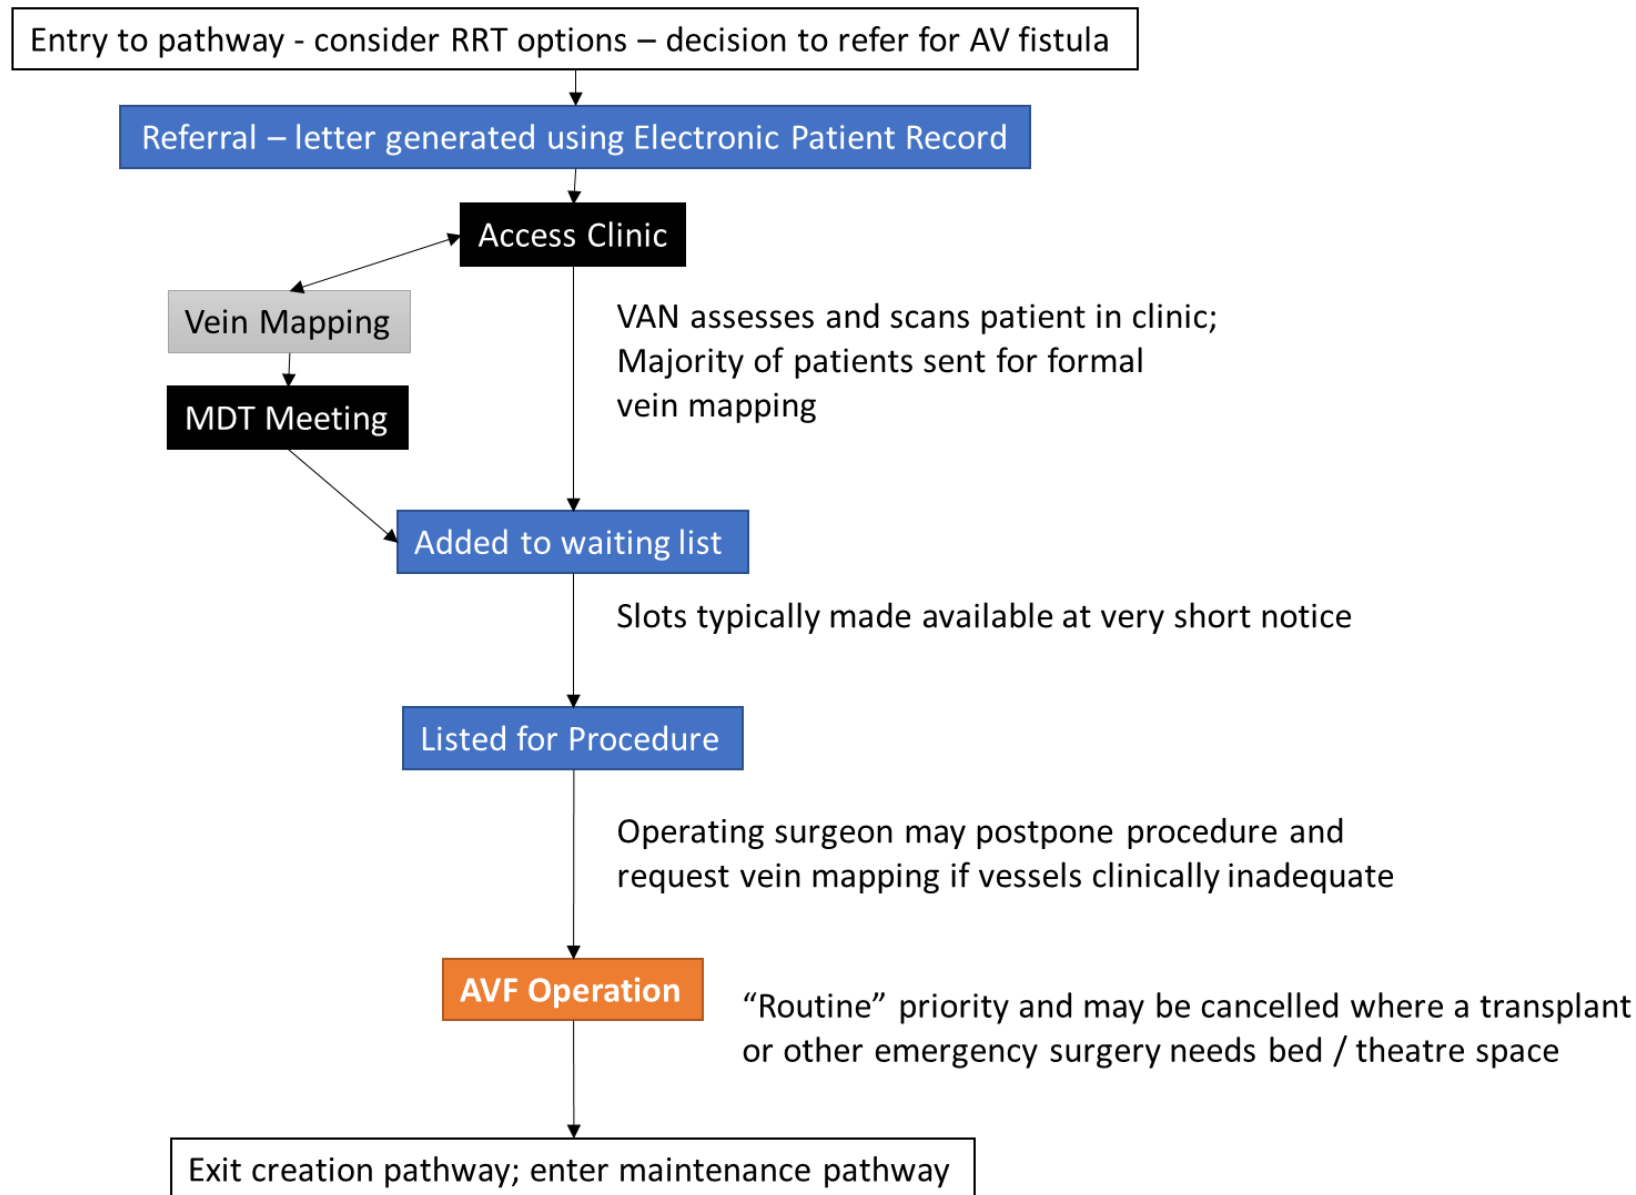 Entry to pathway - consider RRT options – decision to refer for AV fistula
Referral – letter generated using Electronic Patient Record
Access Clinic
Vein Mapping
VAN assesses and scans patient in clinic;
Majority of patients sent for formal
vein mapping
MDT Meeting
Added to waiting list
Slots typically made available at very short notice
Listed for Procedure
Operating surgeon may postpone procedure and
request vein mapping if vessels clinically inadequate
AVF Operation
“Routine” priority and may be cancelled where a transplant
or other emergency surgery needs bed / theatre space
Exit creation pathway; enter maintenance pathway